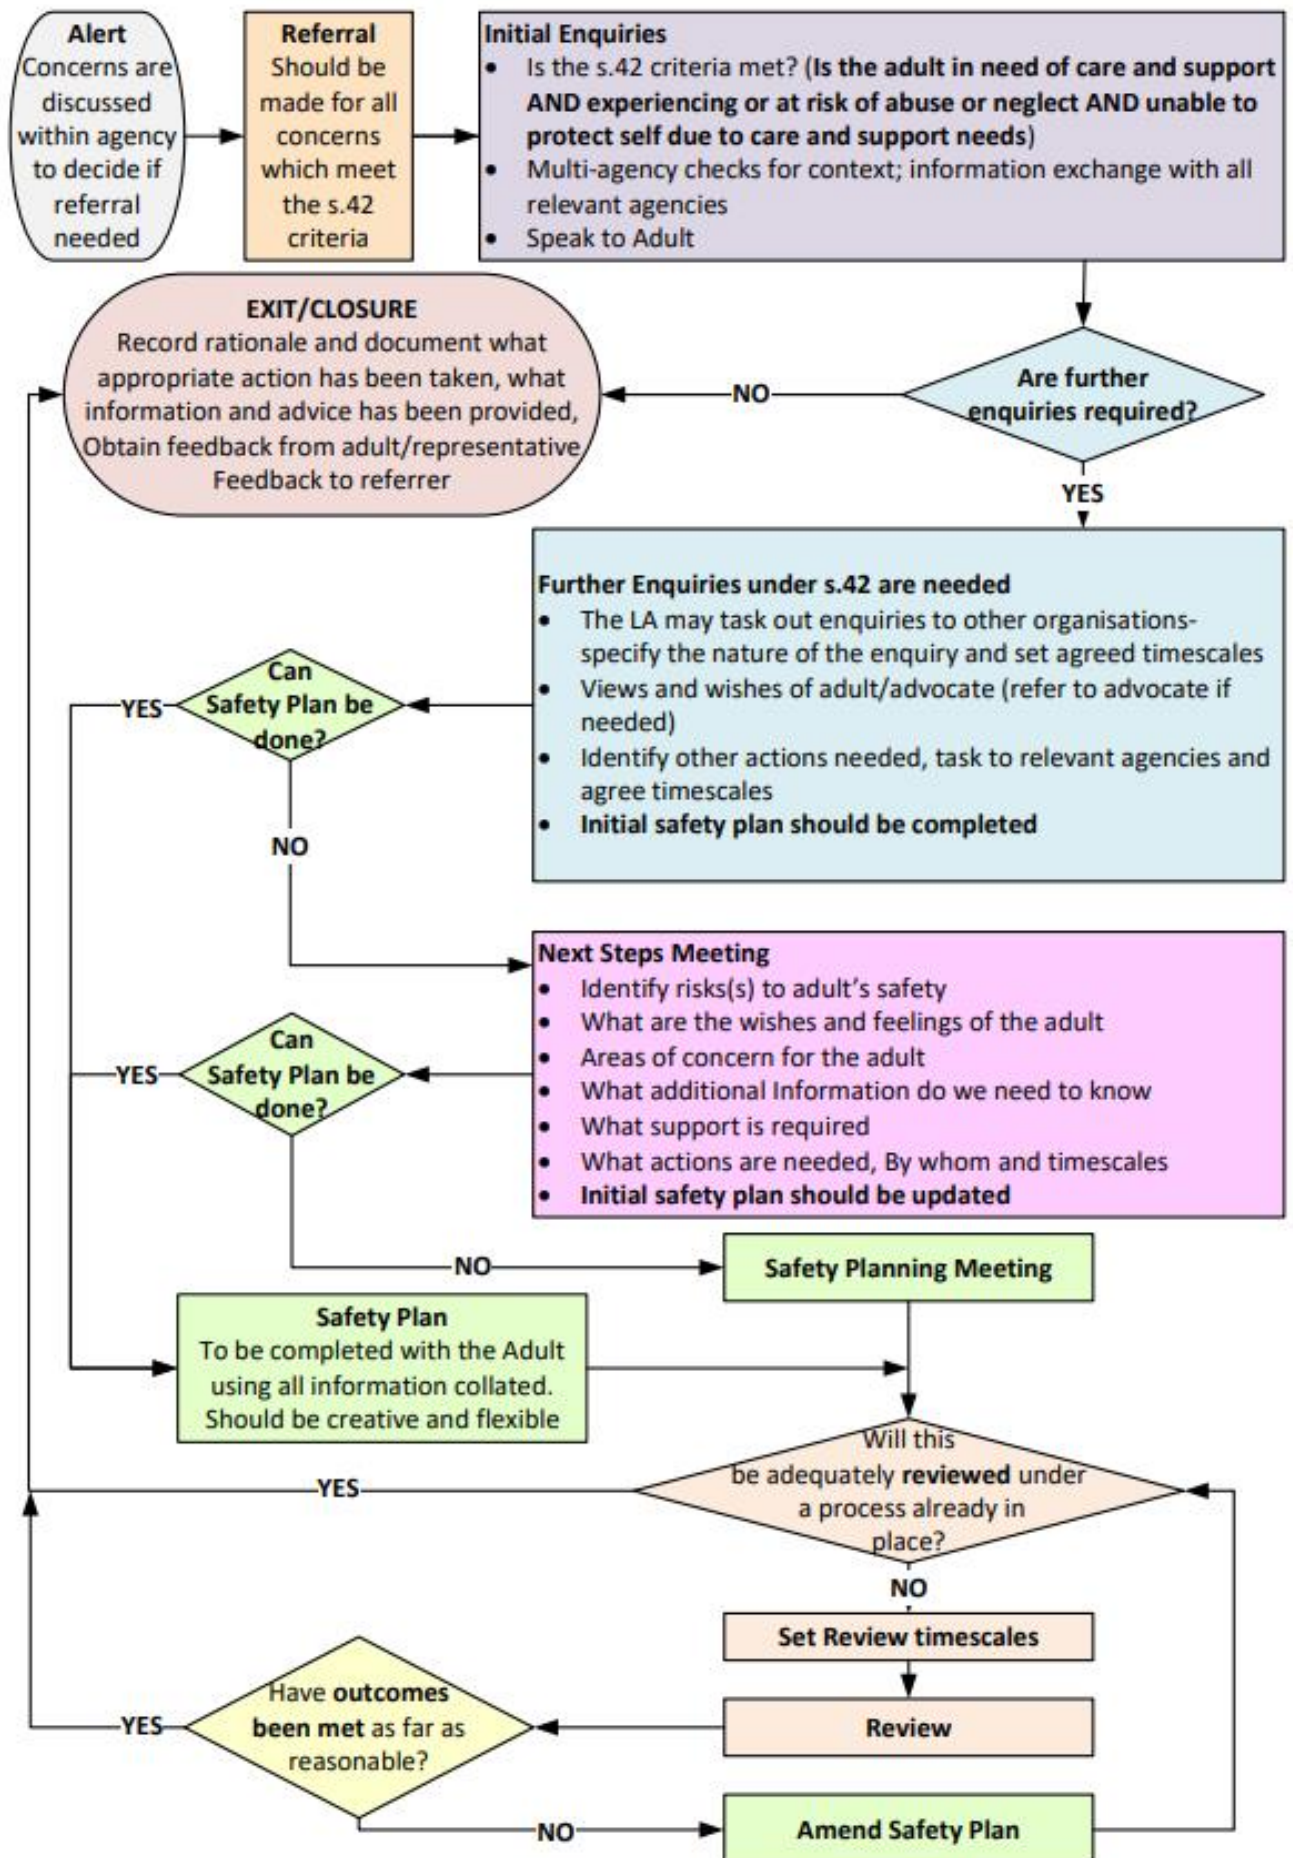 Alert
Concerns are
discussed
within agency
to decide if
referral
needed
Referral
Should be
made for all
concerns
which meet
the s.42
criteria
Initial Enquiries
• Is the s.42 criteria met? (Is the adult in need of care and support
AND experiencing or at risk of abuse or neglect AND unable to
protect self due to care and support needs)
• Multi-agency checks for context; information exchange with all
relevant agencies
• Speak to Adult
EXIT/CLOSURE
Record rationale and document what
appropriate action has been taken, what
information and advice has been provided,
Obtain feedback from adult/representative
Feedback to referrer
NO
Are further
enquiries required?
YES
Further Enquiries under s.42 are needed
• The LA may task out enquiries to other organisations-
specify the nature of the enquiry and set agreed timescales
• Views and wishes of adult/advocate (refer to advocate if
needed)
• Identify other actions needed, task to relevant agencies and
agree timescales
• Initial safety plan should be completed
Can
Safety Plan be
done?
YES
NO
Next Steps Meeting
• Identify risks(s) to adult's safety
• What are the wishes and feelings of the adult
• Areas of concern for the adult
• What additional Information do we need to know
• What support is required
• What actions are needed, By whom and timescales
• Initial safety plan should be updated
Can
Safety Plan be
done?
YES
NO
Safety Planning Meeting
Safety Plan
To be completed with the Adult
using all information collated.
Should be creative and flexible
Will this
be adequately reviewed under
a process already in
place?
YES
NO
Set Review timescales
Review
Have outcomes
been met as far as
reasonable?
YES
NO
Amend Safety Plan